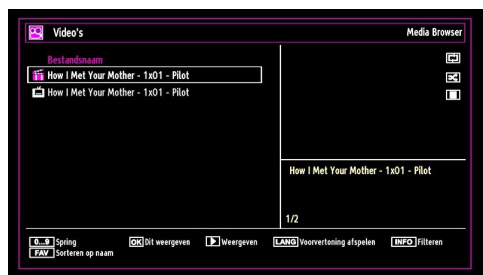 Video's
Media Browser
Bestandsnaam
How I Met Your Mother - 1x01 - Pilot
How I Met Your Mother - 1x01 - Pilot
How I Met Your Mother - 1x01 - Pilot
1/2
0...9 Spring
OK Dit weergeven
Weergeven
LANG Voorvertoning afspelen
INFO Filteren
FAV Sorteren op naam